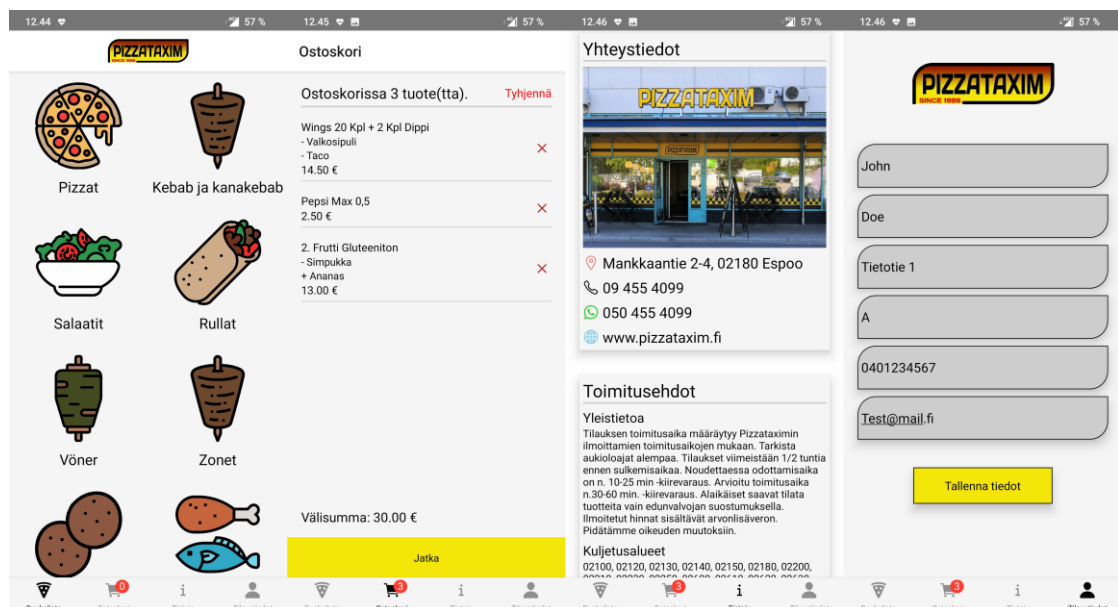 12.44
57 %
PIZZATAXIM
SINCE 1999
Pizzat
Kebab ja kanakebab
Salaatit
Rullat
Vöner
Zonet
0
12.45
57 %
Ostoskori
Ostoskorissa 3 tuote(tta).
Tyhjennä
Wings 20 Kpl + 2 Kpl Dippi
- Valkosipuli
- Taco
14.50 €
Pepsi Max 0,5
2.50 €
2. Frutti Gluteeniton
- Simpukka
+ Ananas
13.00 €
Välisumma: 30.00 €
Jatka
3
12.46
57 %
Yhteystiedot
PIZZATAXIM
PIZZATAXIM
Mankkaantie 2-4, 02180 Espoo
09 455 4099
050 455 4099
www.pizzataxim.fi
Toimitusehdot
Yleistietoa
Tilauksen toimitusaika määräytyy Pizzataximin
ilmoittamien toimitusaikojen mukaan. Tarkista
aukioloajat alempaa. Tilaukset viimeistään 1/2 tuntia
ennen sulkemisaikaa. Noudettaessa odottamisaika
on n. 10-25 min -kiirevaraus. Arvioitu toimitusaika
n.30-60 min. -kiirevaraus. Alaikäiset saavat tilata
tuotteita vain edunvalvojan suostumuksella.
Ilmoitetut hinnat sisältävät arvonlisäveron.
Pidätämme oikeuden muutoksiin.
Kuljetusalueet
02100, 02120, 02130, 02140, 02150, 02180, 02200,
3
12.46
57 %
PIZZATAXIM
SINCE 1999
John
Doe
Tietotie 1
A
0401234567
Test@mail.fi
Tallenna tiedot
3